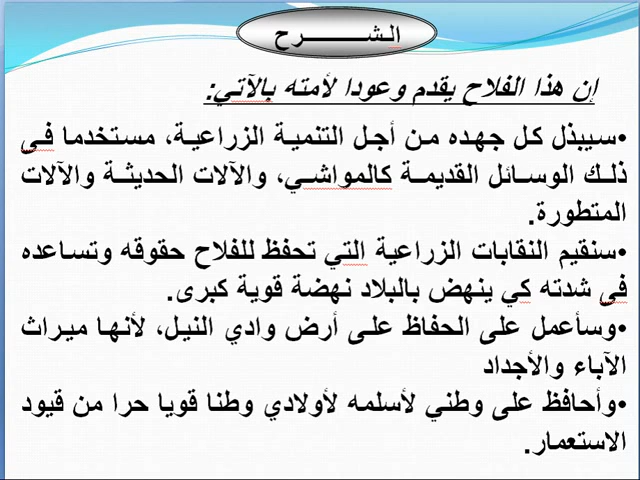 الـشـــــــــرح
إن هذا الفلاح يقدم وعودا لأمته بالآتي:
•سيبذل كل جهده من أجل التنمية الزراعية، مستخدما فى
ذلك الوسائل القديمة كالمواشي، والآلات الحديثة والآلات
المتطورة.
•سنقيم النقابات الزراعية التي تحفظ للفلاح حقوقه وتساعده
فى شدته كي ينهض بالبلاد نهضة قوية كبرى.
•وسأعمل على الحفاظ على أرض وادي النيل، لأنها ميراث
الآباء والأجداد
•وأحافظ على وطني لأسلمه لأولادي وطنا قويا حرا من قيود
الاستعمار.